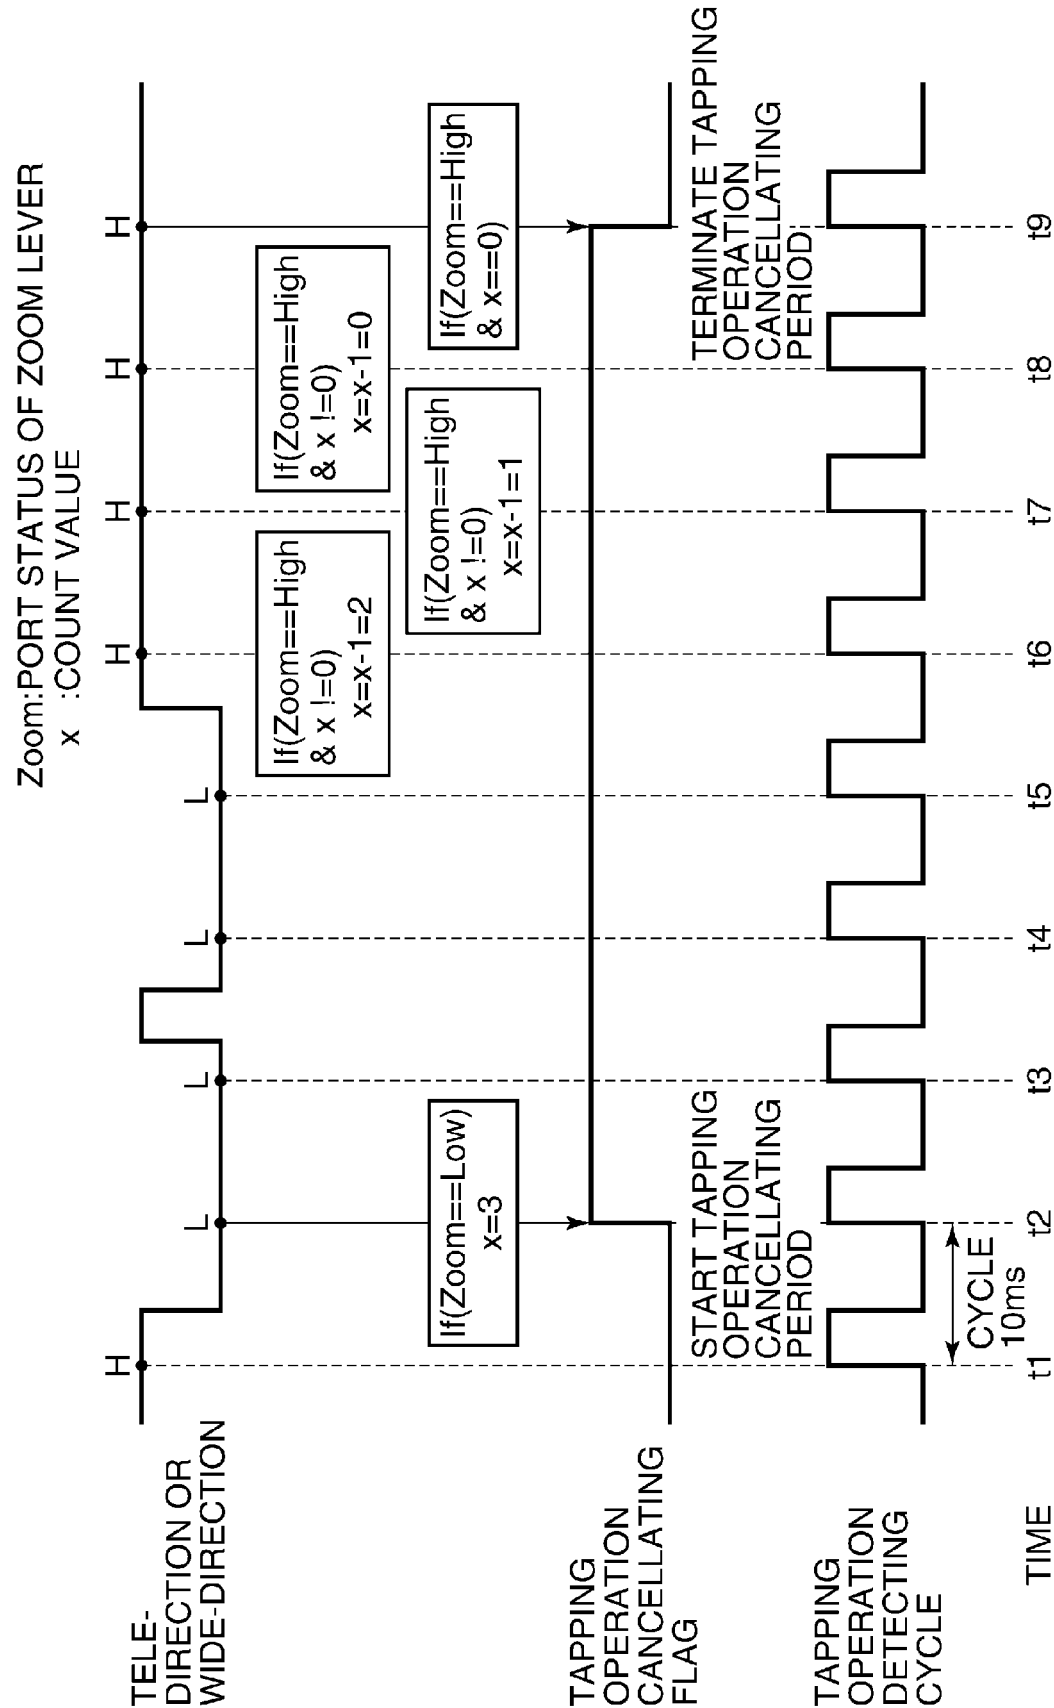 Zoom:PORT STATUS OF ZOOM LEVER
x :COUNT VALUE
TELE-
DIRECTION OR
WIDE-DIRECTION
H
L
L
L
L
H
H
H
H
If(Zoom==Low)
x=3
If(Zoom==High
& x !=0)
x=x-1=2
If(Zoom==High
& x !=0)
x=x-1=1
If(Zoom==High
& x !=0)
x=x-1=0
If(Zoom==High
& x==0)
TAPPING
OPERATION
CANCELLATING
FLAG
START TAPPING
OPERATION
CANCELLATING
PERIOD
TERMINATE TAPPING
OPERATION
CANCELLATING
PERIOD
TAPPING
OPERATION
DETECTING
CYCLE
CYCLE
10ms
TIME
t1
t2
t3
t4
t5
t6
t7
t8
t9